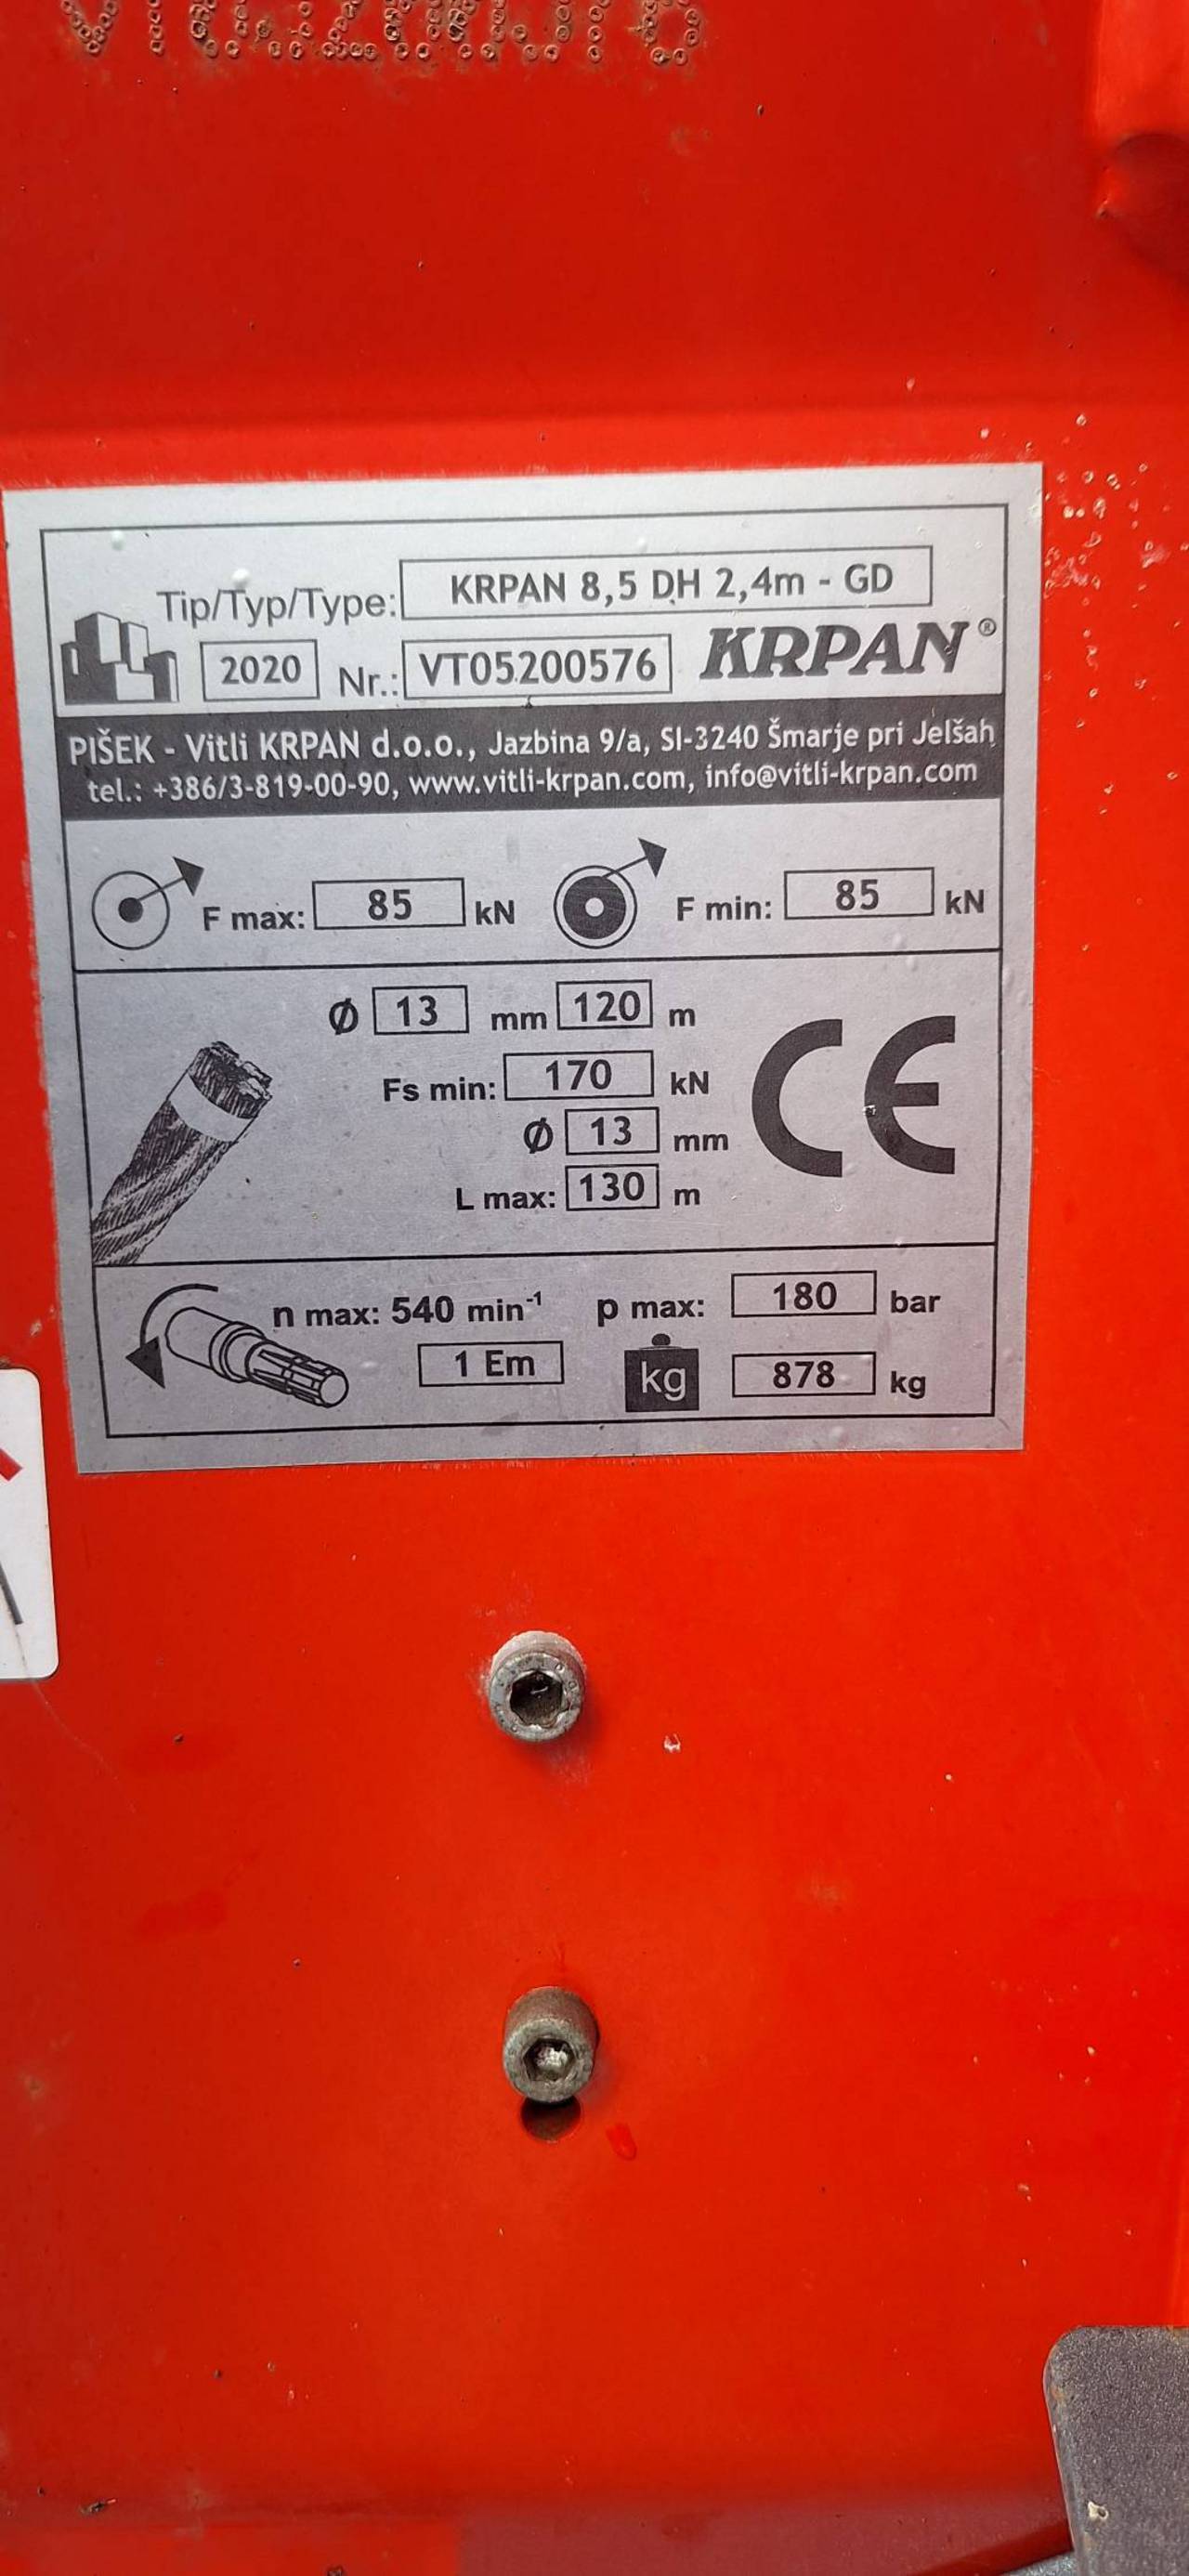 Tip/Typ/Type: KRPAN 8,5 DH 2,4m - GD
2020 Nr.: VT05200576 KRPAN®
PIŠEK - Vitli KRPAN d.o.o., Jazbina 9/a, SI-3240 Šmarje pri Jelšah
tel.: +386/3-819-00-90, www.vitli-krpan.com, info@vitli-krpan.com
F max: 85 kN F min: 85 kN
Ø 13 mm 120 m
Fs min: 170 kN
Ø 13 mm
L max: 130 m
CE
n max: 540 min⁻¹ p max: 180 bar
1 Em kg 878 kg